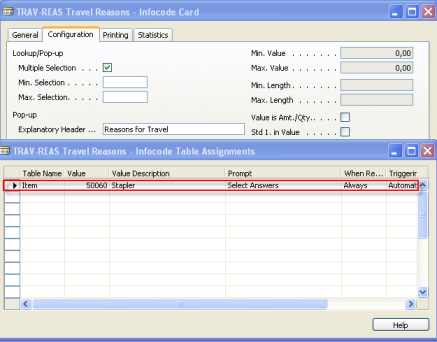 TRAV-REAS Travel Reasons - Infocode Card
General Configuration Printing Statistics
Lookup/Pop-up
Multiple Selection . . . .
Min. Selection . . . . .
Max. Selection. . . . . .
Pop-up
Explanatory Header ... Reasons for Travel
Min. Value . . . . . . . 0,00
Max. Value . . . . . . . 0,00
Min. Length . . . . . . .
Max. Length . . . . . . .
Value is Amt./Qty.. . . .
Std 1. in Value . . . . .
TRAV-REAS Travel Reasons - Infocode Table Assignments
Table Name Value Value Description Prompt When Re... Triggerin
Item 50060 Stapler Select Answers Always Automat
Help